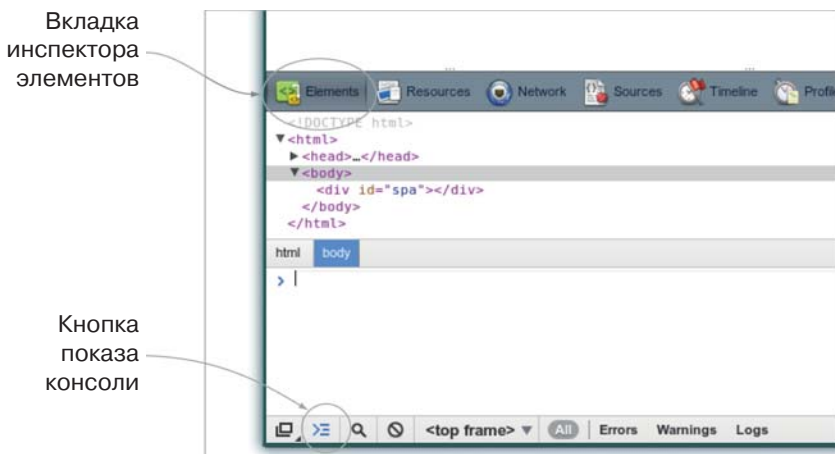 Вкладка
инспектора
элементов
Elements Resources Network Sources Timeline Profil
<!DOCTYPE html>
▼<html>
▶<head>…</head>
▼<body>
<div id="spa"></div>
</body>
</html>
html body
>
Кнопка
показа
консоли
<top frame> ▼ All Errors Warnings Logs